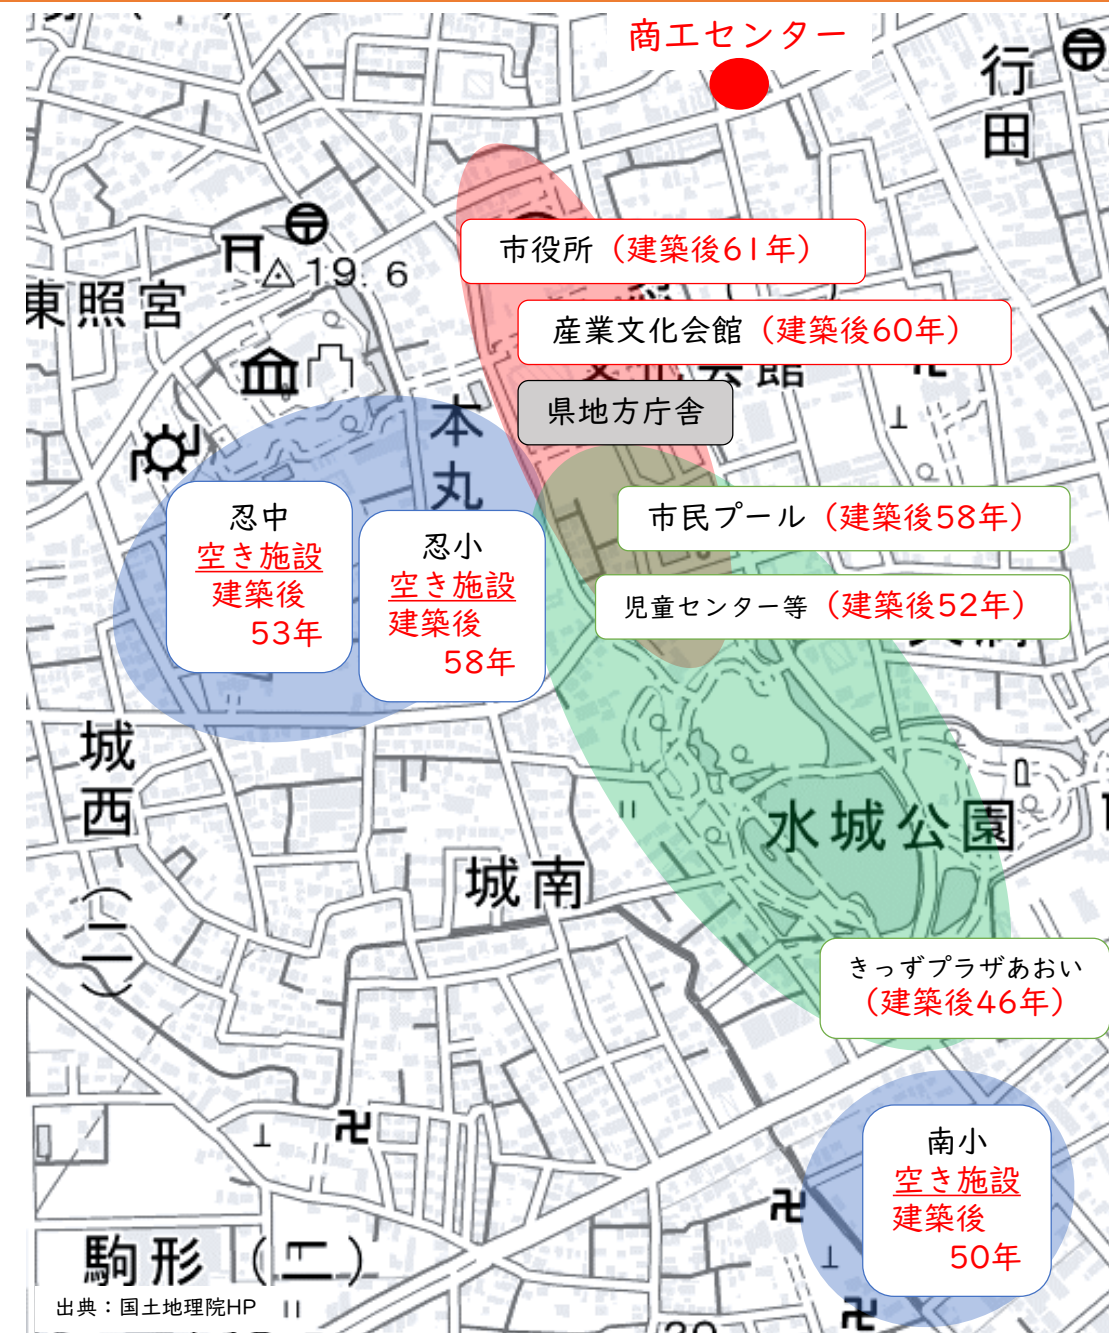 商工センター
行田
市役所（建築後61年）
19.6
東照宮
産業文化会館（建築後60年）
県地方庁舎
本丸
市民プール（建築後58年）
忍中
空き施設
建築後
53年
忍小
空き施設
建築後
58年
児童センター等（建築後52年）
城西（二）
水城公園
城南
きっずプラザあおい
（建築後46年）
南小
空き施設
建築後
50年
駒形（二）
出典：国土地理院HP